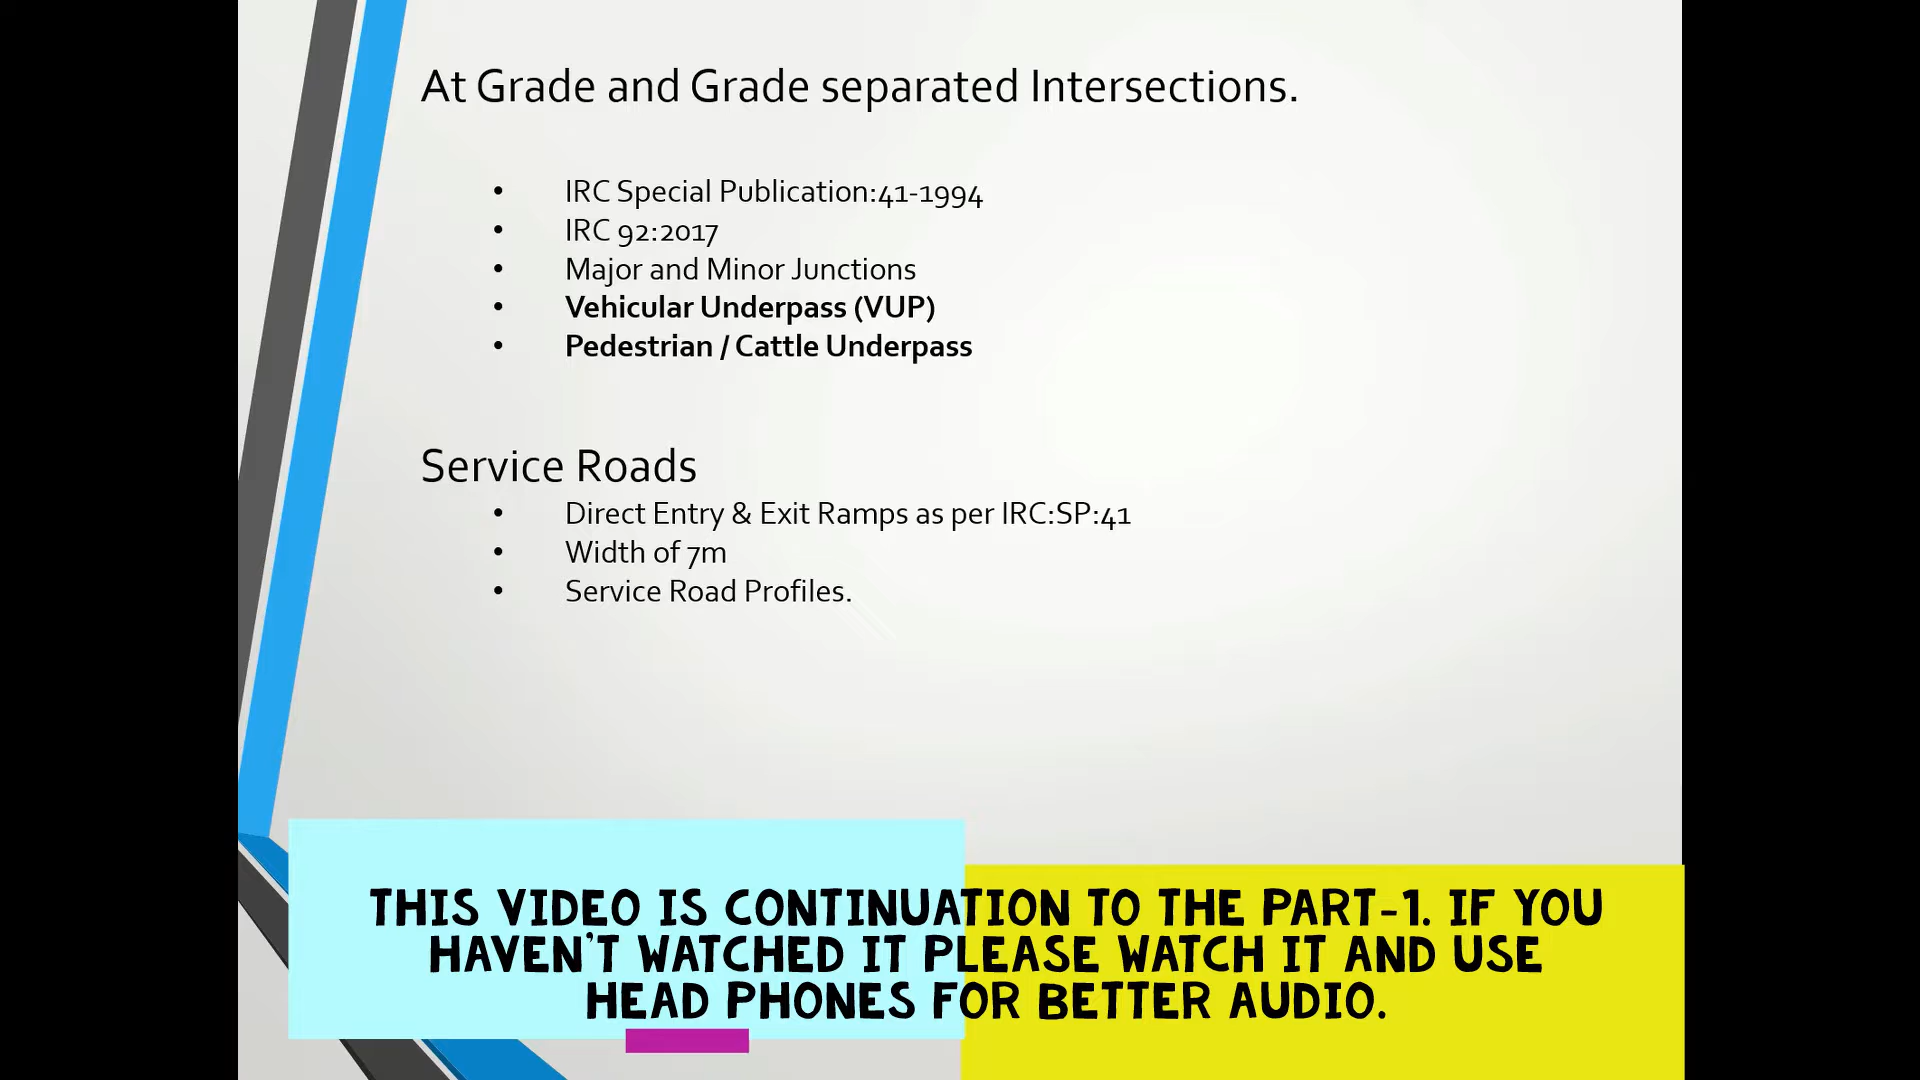 At Grade and Grade separated Intersections.
• IRC Special Publication:41-1994
• IRC 92:2017
• Major and Minor Junctions
• Vehicular Underpass (VUP)
• Pedestrian / Cattle Underpass
Service Roads
• Direct Entry & Exit Ramps as per IRC:SP:41
• Width of 7m
• Service Road Profiles.
THIS VIDEO IS CONTINUATION TO THE PART-1. IF YOU
HAVEN'T WATCHED IT PLEASE WATCH IT AND USE
HEAD PHONES FOR BETTER AUDIO.